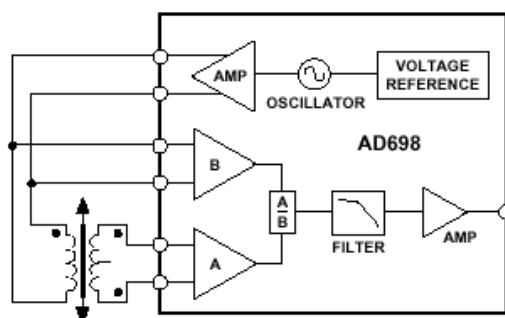 AMP
OSCILLATOR
VOLTAGE
REFERENCE
AD698
B
A
B
FILTER
AMP
A